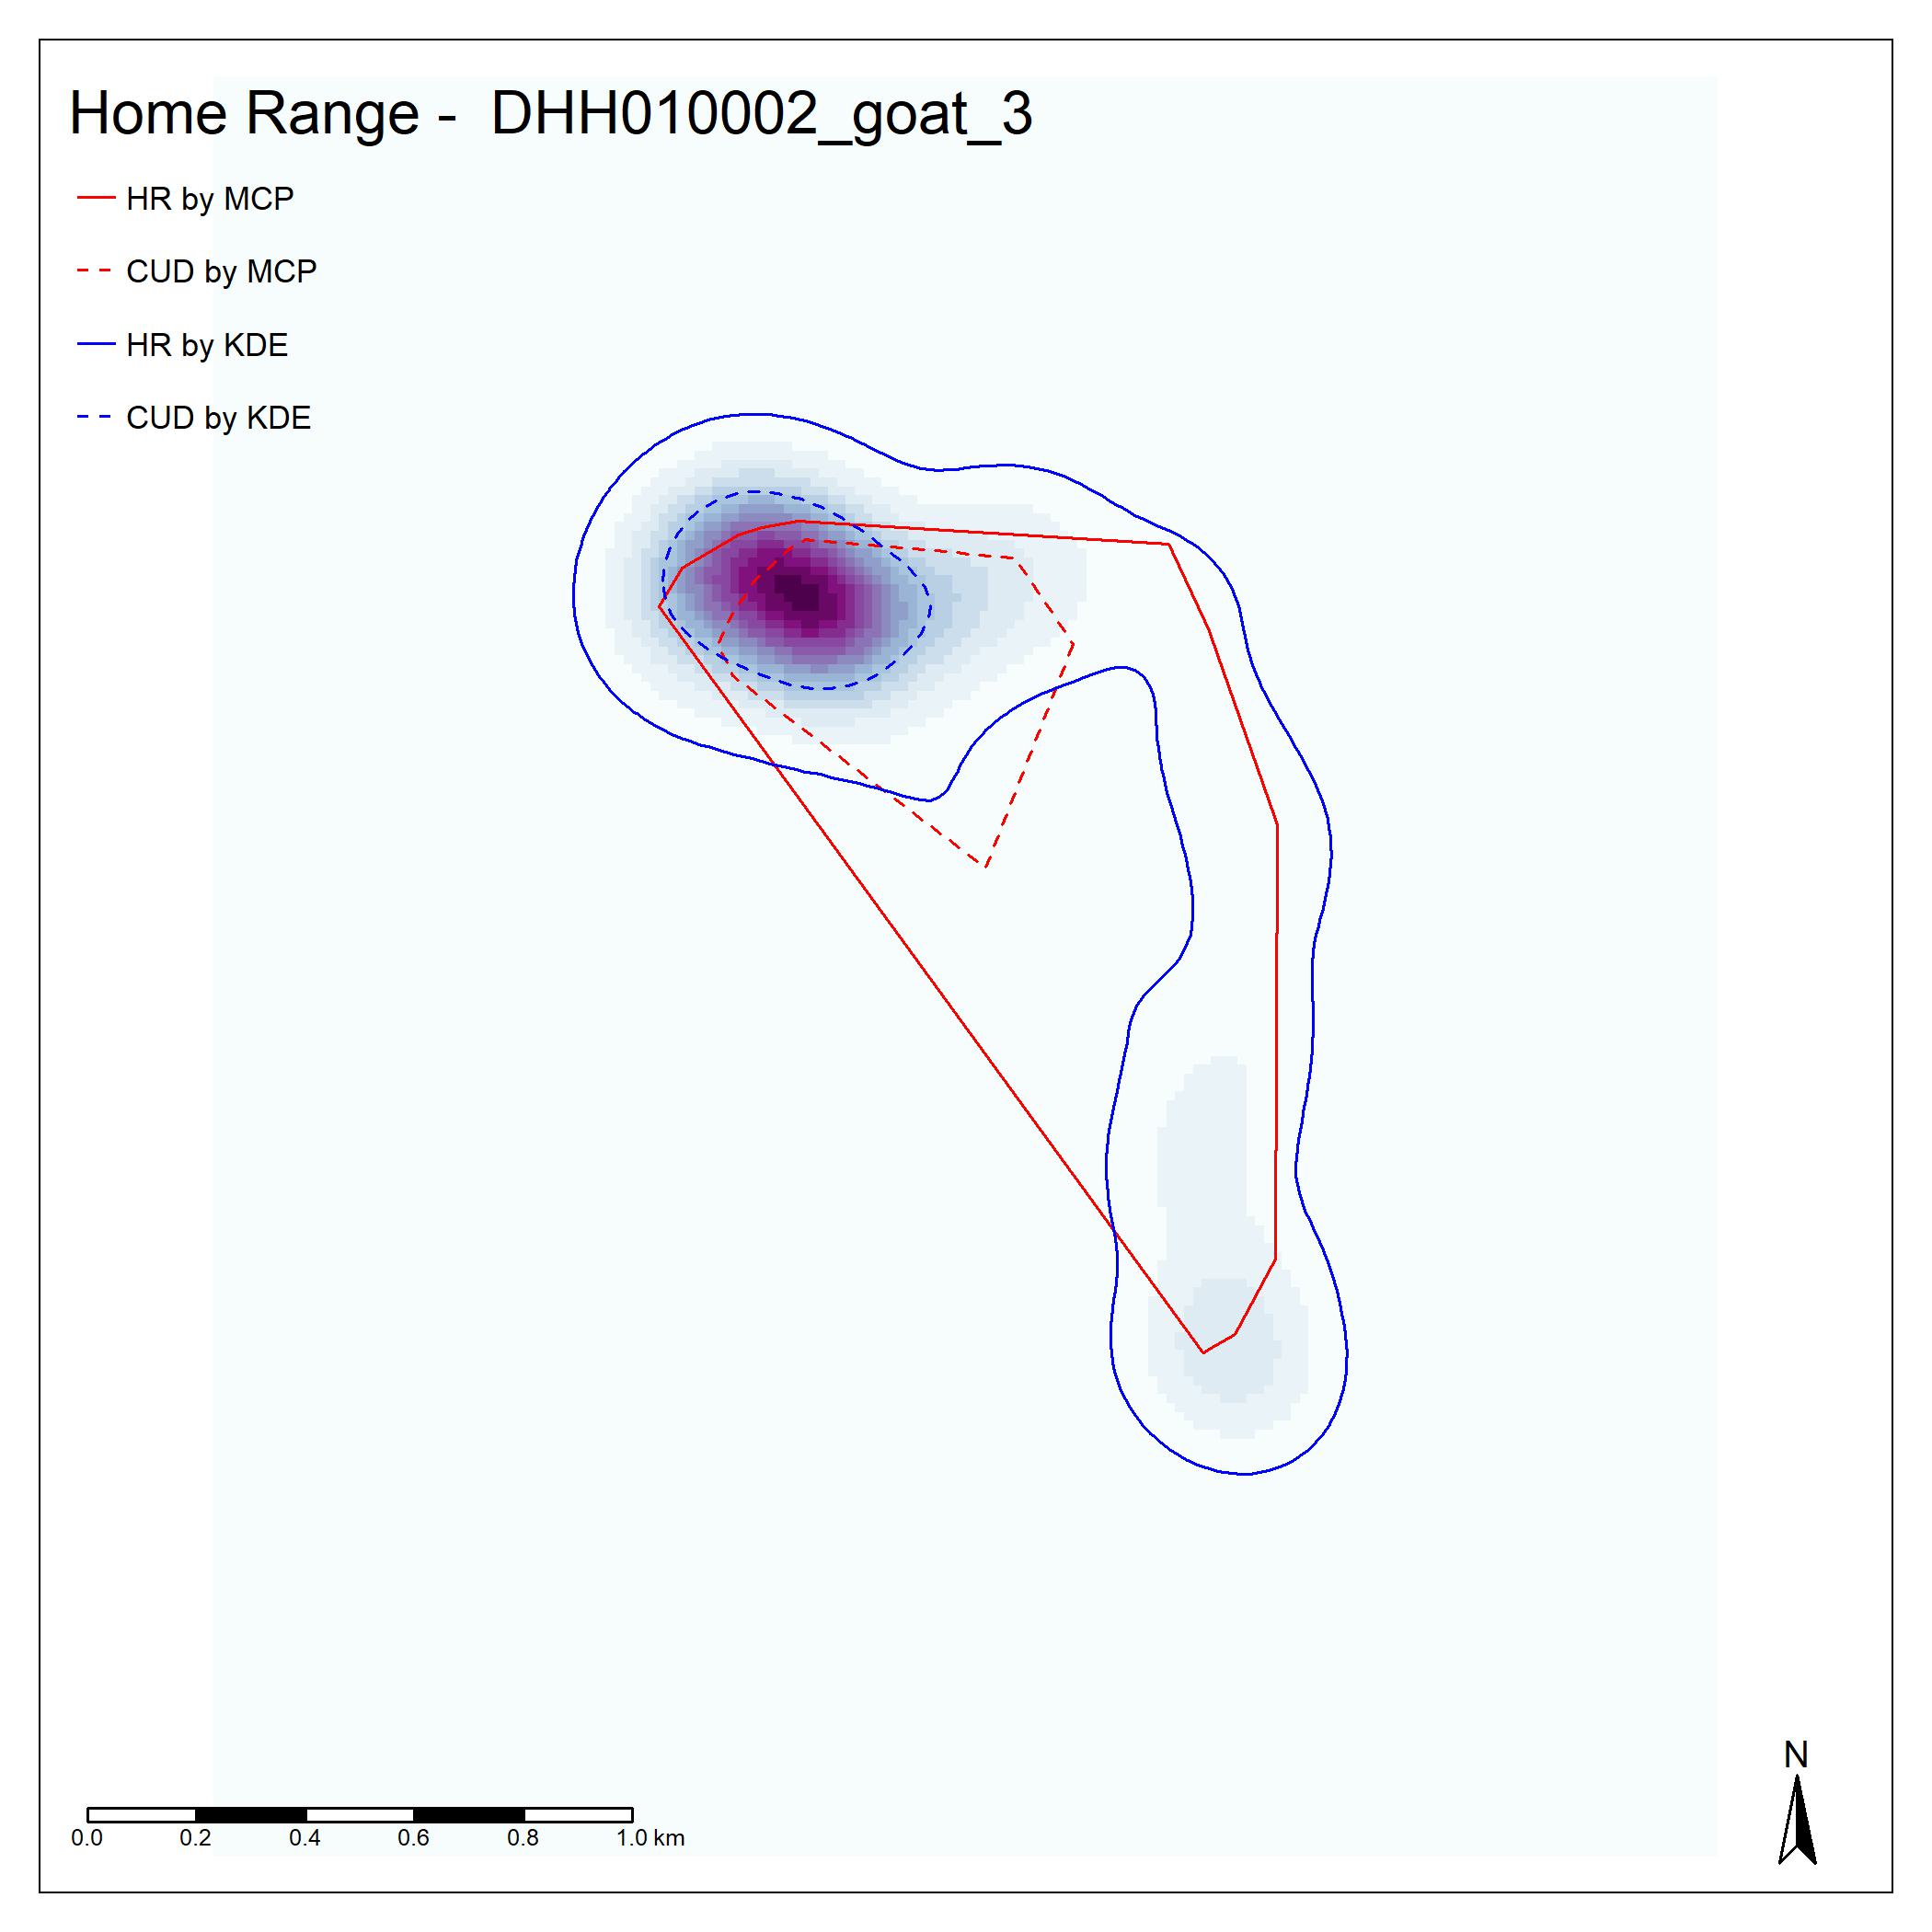 Home Range -  DHH010002_goat_3
HR by MCP
CUD by MCP
HR by KDE
CUD by KDE
N
0.0 0.2 0.4 0.6 0.8 1.0 km